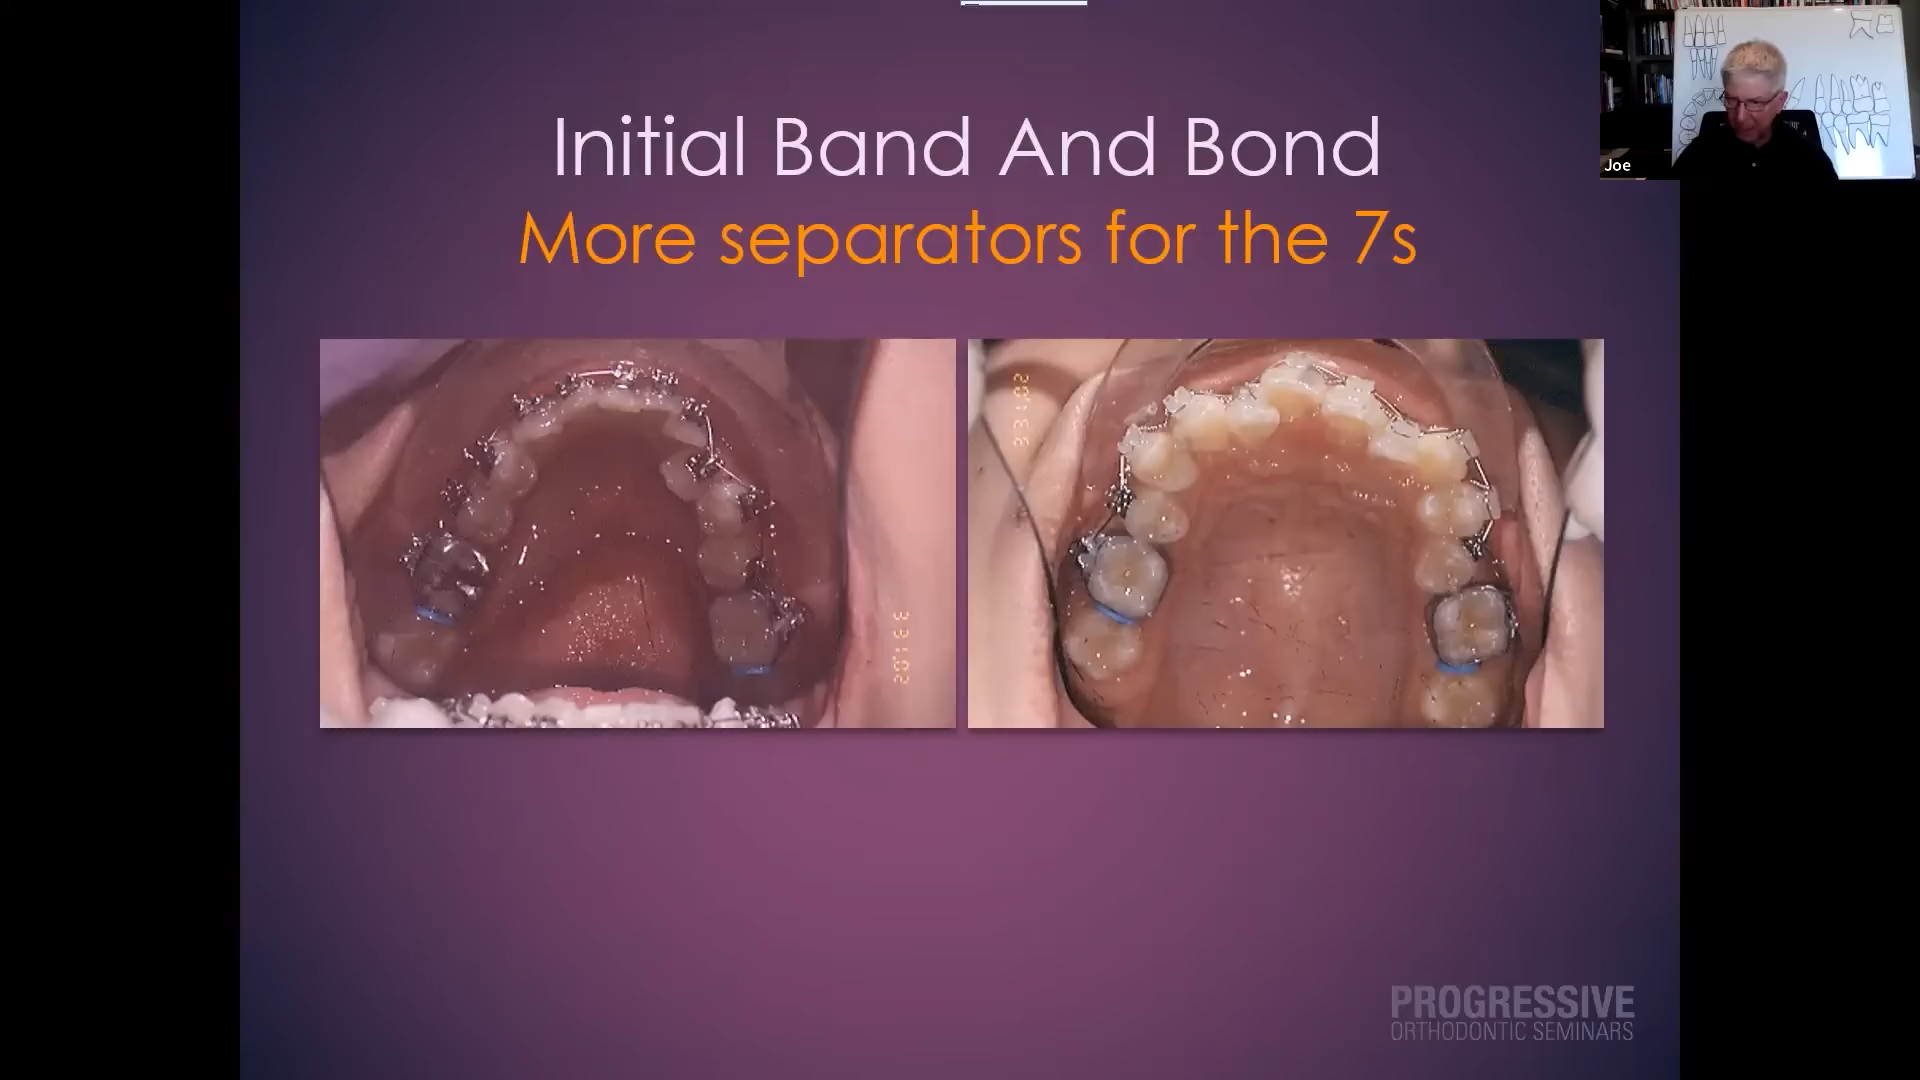 Initial Band And Bond
More separators for the 7s
Joe
PROGRESSIVE
ORTHODONTIC SEMINARS